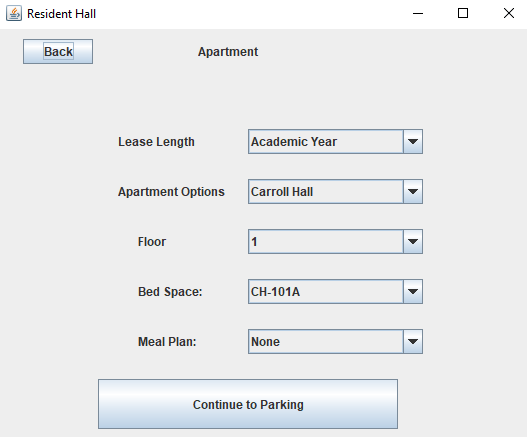 Resident Hall
Back Apartment
Lease Length Academic Year
Apartment Options Carroll Hall
Floor 1
Bed Space: CH-101A
Meal Plan: None
Continue to Parking